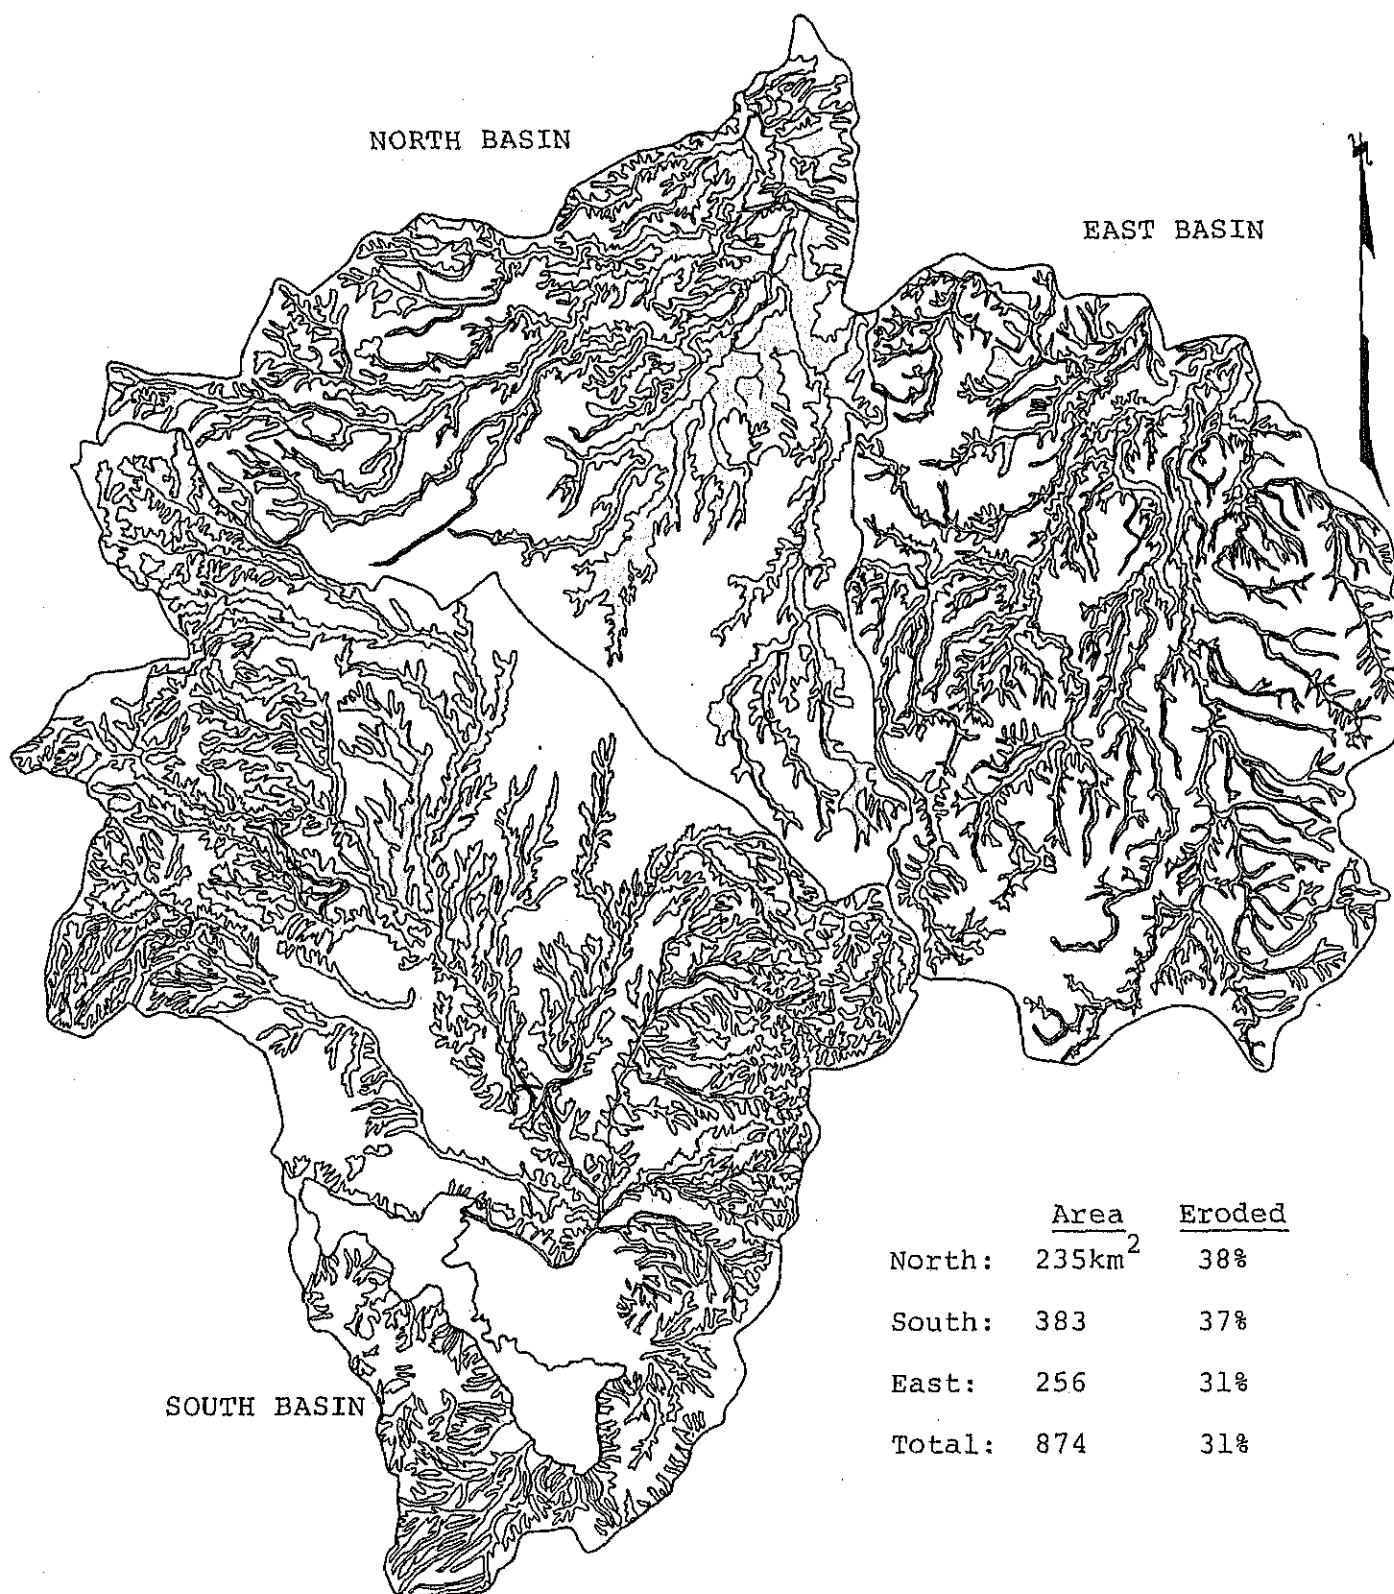 NORTH BASIN
EAST BASIN
SOUTH BASIN
Area Eroded
North: 235km² 38%
South: 383 37%
East: 256 31%
Total: 874 31%